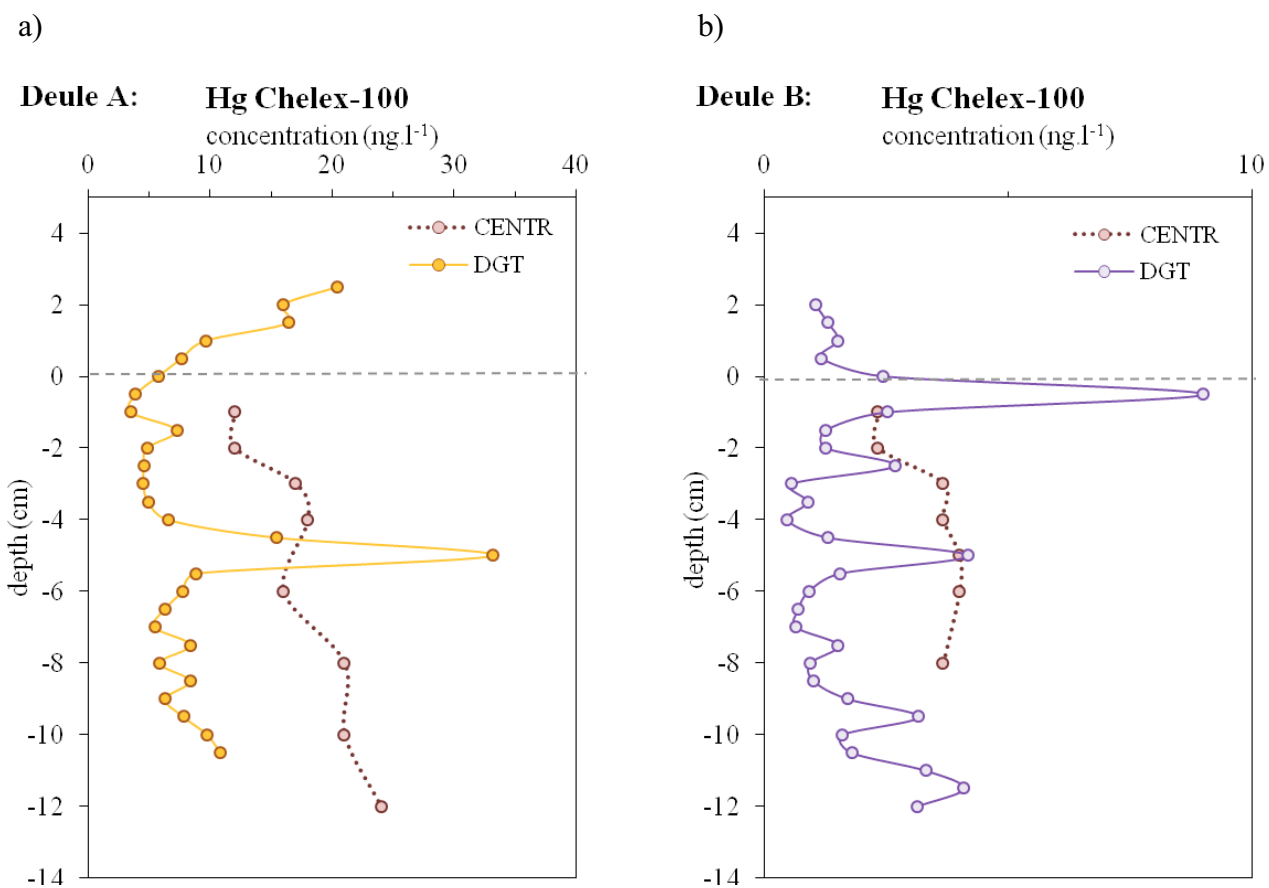 a)
Deule A: Hg Chelex-100
concentration (ng.l⁻¹)
0 10 20 30 40
CENTR
DGT
4
2
0
-2
-4
-6
-8
-10
-12
-14
depth (cm)
b)
Deule B: Hg Chelex-100
concentration (ng.l⁻¹)
0 10
CENTR
DGT
4
2
0
-2
-4
-6
-8
-10
-12
-14
depth (cm)